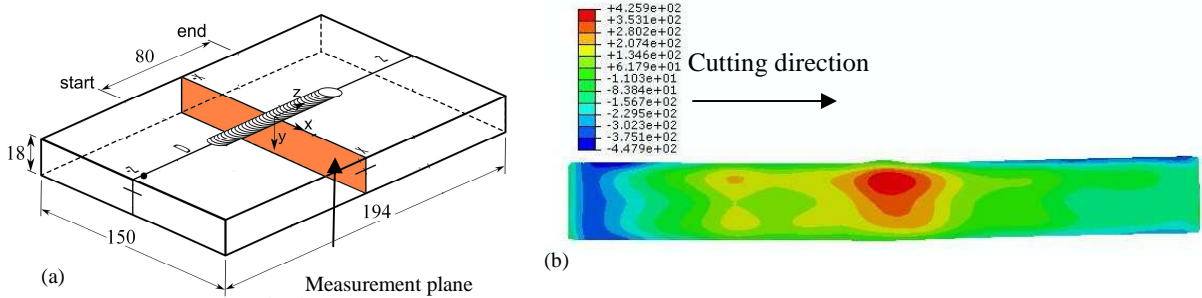 end
80
start
z
x
D
z
x
y
x
z
18
150
194
(a)
Measurement plane
+4.259e+02
+3.531e+02
+2.802e+02
+2.074e+02
+1.346e+02
+6.179e+01
-1.103e+01
-8.384e+01
-1.567e+02
-2.295e+02
-3.023e+02
-3.751e+02
-4.479e+02
Cutting direction
(b)